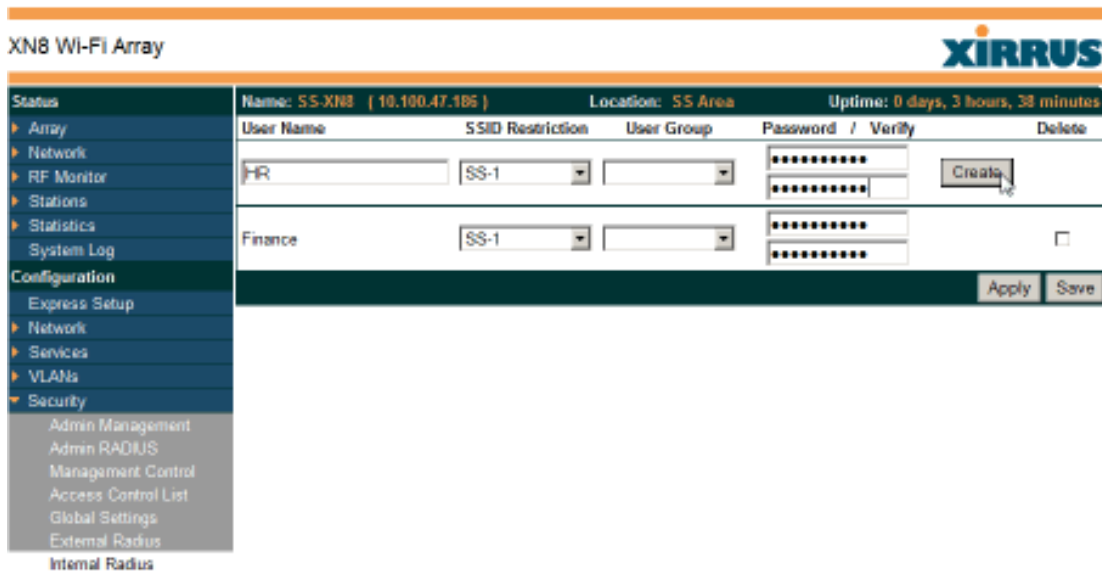 XN8 Wi-Fi Array
XIRRUS
Status
Name: SS-XN8 ( 10.100.47.186 ) Location: SS Area Uptime: 0 days, 3 hours, 38 minutes
Array
Network
RF Monitor
Stations
Statistics
System Log
Configuration
Express Setup
Network
Services
VLANs
Security
Admin Management
Admin RADIUS
Management Control
Access Control List
Global Settings
External Radius
Internal Radius
User Name SSID Restriction User Group Password / Verify Delete
HR SS-1 •••••••••• Create
••••••••••
Finance SS-1 ••••••••••
••••••••••
Apply Save